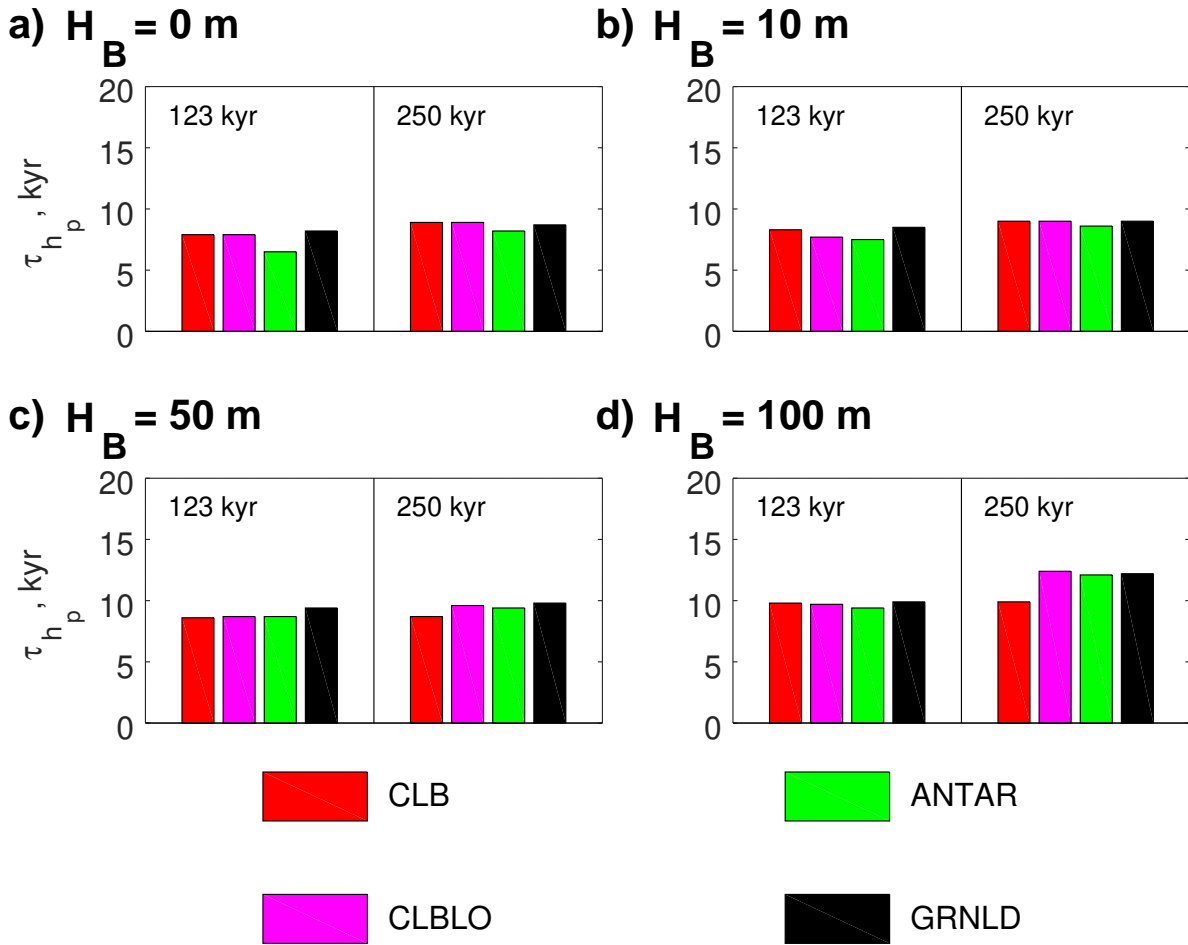 a) H_B = 0 m
b) H_B = 10 m
τ_h_p, kyr
20
15
10
5
0
123 kyr
250 kyr
20
15
10
5
0
123 kyr
250 kyr
c) H_B = 50 m
d) H_B = 100 m
τ_h_p, kyr
20
15
10
5
0
123 kyr
250 kyr
20
15
10
5
0
123 kyr
250 kyr
CLB
ANTAR
CLBLO
GRNLD